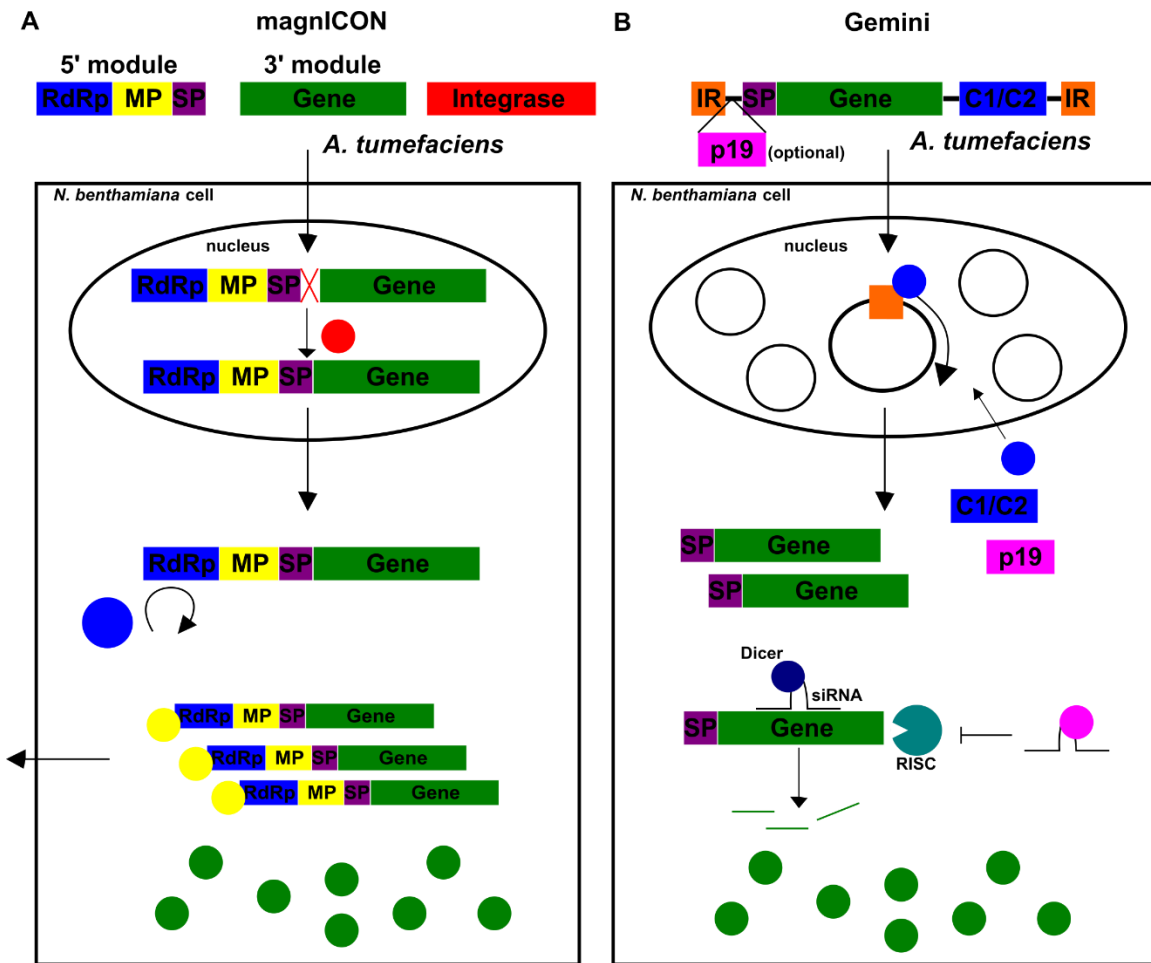 A
magnICON
5' module
3' module
RdRp MP SP
Gene
Integrase
A. tumefaciens
N. benthamiana cell
nucleus
RdRp MP SP
Gene
RdRp MP SP Gene
RdRp MP SP Gene
RdRp MP SP Gene
RdRp MP SP Gene
RdRp MP SP Gene
B
Gemini
IR SP Gene C1/C2 IR
p19 (optional)
A. tumefaciens
N. benthamiana cell
nucleus
C1/C2
SP Gene
p19
SP Gene
Dicer
siRNA
SP Gene
RISC